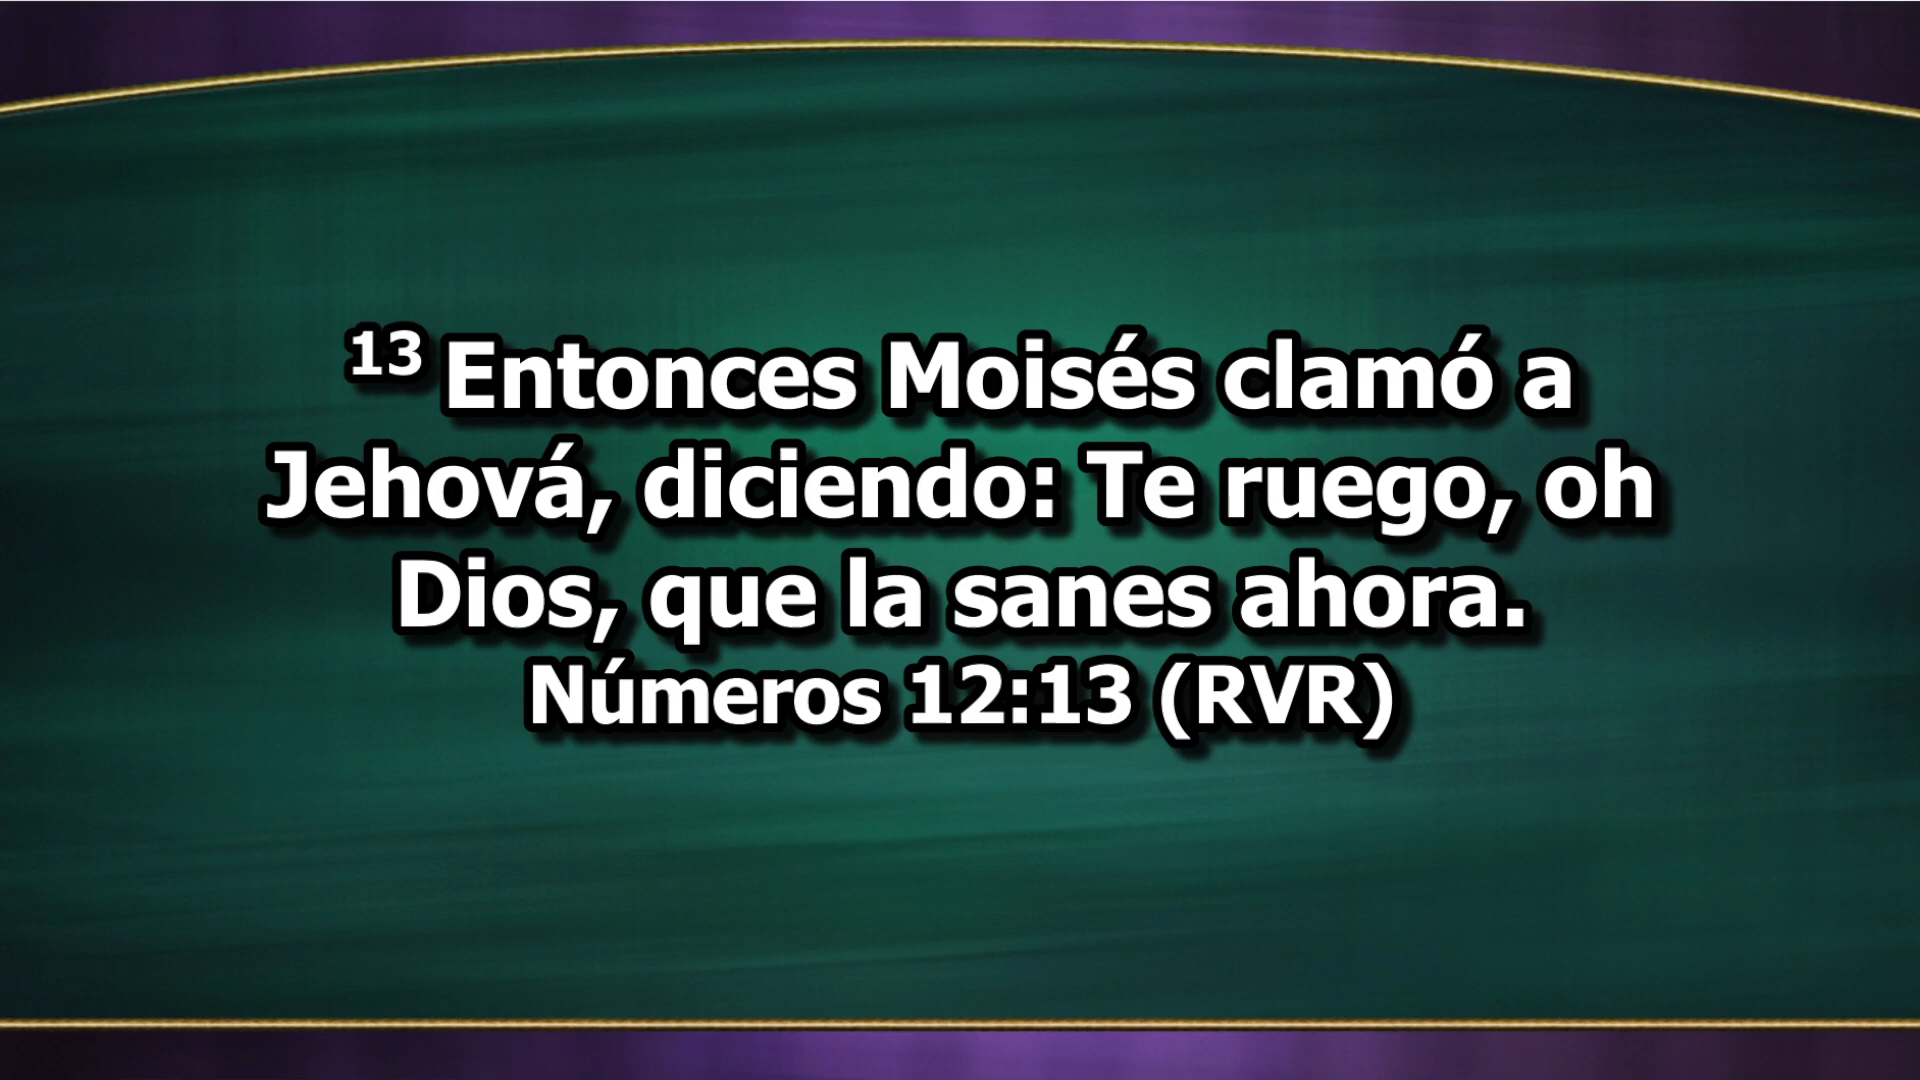 13 Entonces Moisés clamó a
Jehová, diciendo: Te ruego, oh
Dios, que la sanes ahora.
Números 12:13 (RVR)